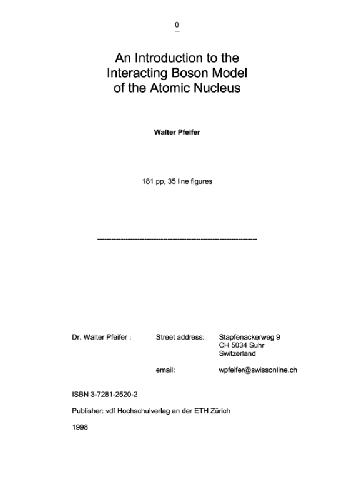 0
An Introduction to the
Interacting Boson Model
of the Atomic Nucleus
Walter Pfeifer
181 pp, 35 line figures
Dr. Walter Pfeifer : Street address: Stapfenackerweg 9
CH 5034 Suhr
Switzerland
email: wpfeifer@swissonline.ch
ISBN 3-7281-2520-2
Publisher: vdf Hochschulverlag an der ETH Zürich
1998